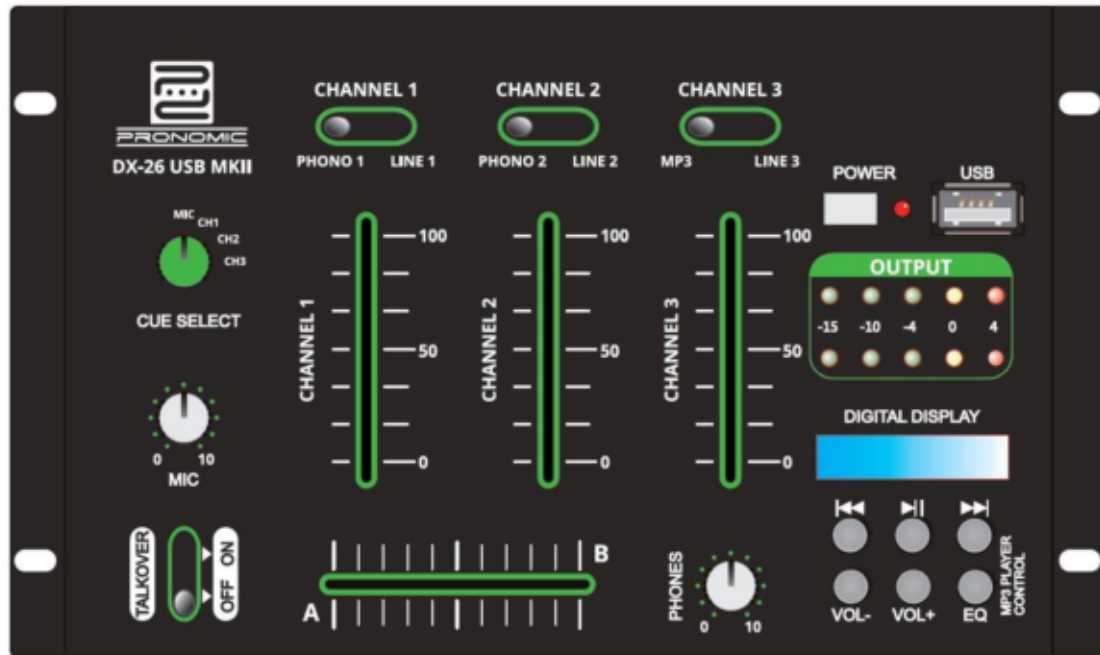 PRONOMIC
DX-26 USB MKII
CHANNEL 1
PHONO 1 LINE 1
CHANNEL 2
PHONO 2 LINE 2
CHANNEL 3
MP3 LINE 3
POWER
USB
MIC
CH1
CH2
CH3
CUE SELECT
0 10
MIC
TALKOVER
ON
OFF
CHANNEL 1
100
50
0
CHANNEL 2
100
50
0
CHANNEL 3
100
50
0
A
B
PHONES
0 10
OUTPUT
-15 -10 -4 0 4
DIGITAL DISPLAY
VOL- VOL+ EQ
MP3 PLAYER
CONTROL